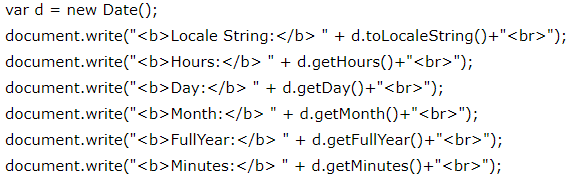 var d = new Date();
document.write("<b>Locale String:</b> " + d.toLocaleString()+"<br>");
document.write("<b>Hours:</b> " + d.getHours()+"<br>");
document.write("<b>Day:</b> " + d.getDay()+"<br>");
document.write("<b>Month:</b> " + d.getMonth()+"<br>");
document.write("<b>FullYear:</b> " + d.getFullYear()+"<br>");
document.write("<b>Minutes:</b> " + d.getMinutes()+"<br>");